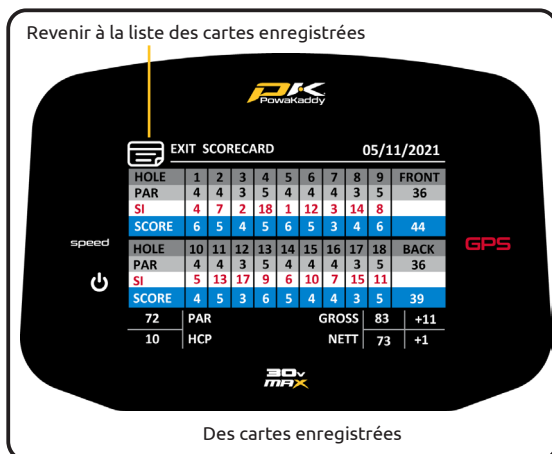 Revenir à la liste des cartes enregistrées
PK
PowaKaddy
EXIT SCORECARD 05/11/2021
HOLE 1 2 3 4 5 6 7 8 9 FRONT
PAR 4 4 3 5 4 4 4 3 5 36
SI 4 7 2 18 1 12 3 14 8
SCORE 6 5 4 5 6 5 3 4 6 44
HOLE 10 11 12 13 14 15 16 17 18 BACK
PAR 4 4 3 5 4 4 4 3 5 36
SI 5 13 17 9 6 10 7 15 11
SCORE 4 5 3 6 5 4 4 3 5 39
72 PAR GROSS 83 +11
10 HCP NETT 73 +1
speed
GPS
30v
MAX
Des cartes enregistrées